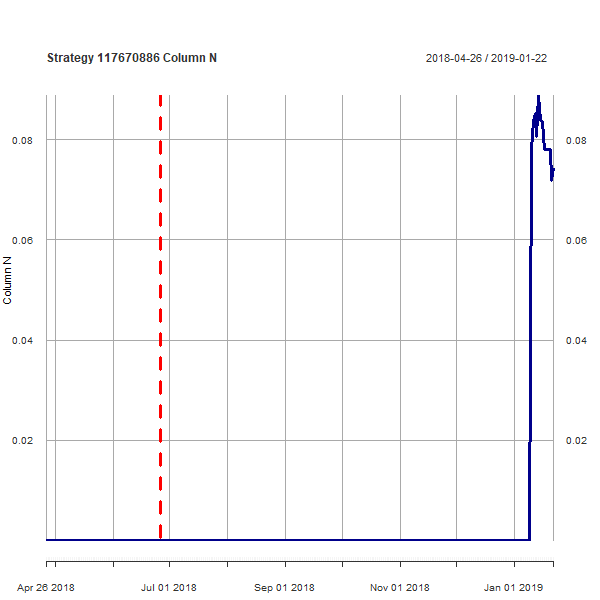 Strategy 117670886 Column N 2018-04-26 / 2019-01-22
0.08 0.08
0.06 0.06
Column N
0.04 0.04
0.02 0.02
Apr 26 2018 Jul 01 2018 Sep 01 2018 Nov 01 2018 Jan 01 2019